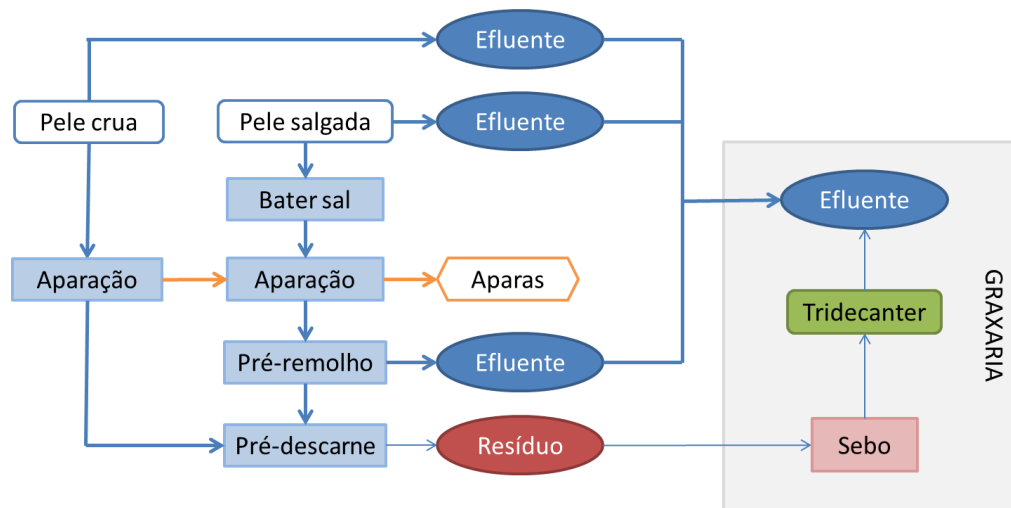 Efluente
Pele crua
Pele salgada
Efluente
Bater sal
Efluente
Aparação
Aparação
Aparas
GRAXARIA
Tridecanter
Pré-remolho
Efluente
Pré-descarne
Resíduo
Sebo